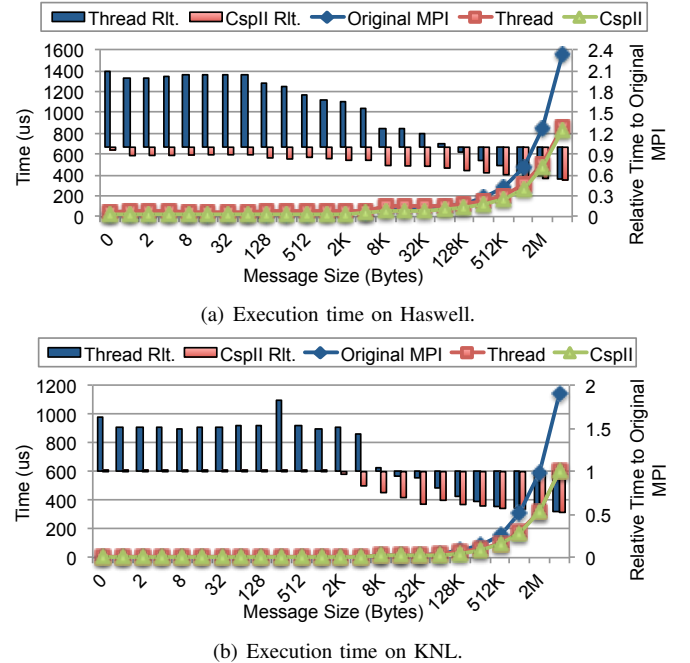 Thread Rlt. CspII Rlt. Original MPI Thread CspII
1600 1400 1200 1000 800 600 400 200 0
Time (us)
2.4 2.1 1.8 1.5 1.2 0.9 0.6 0.3 0
Relative Time to Original
MPI
0 2 8 32 128 512 2K 8K 32K 128K 512K 2M
Message Size (Bytes)
(a) Execution time on Haswell.
Thread Rlt. CspII Rlt. Original MPI Thread CspII
1200 1000 800 600 400 200 0
Time (us)
2 1.5 1 0.5 0
Relative Time to Original
MPI
0 2 8 32 128 512 2K 8K 32K 128K 512K 2M
Message Size (Bytes)
(b) Execution time on KNL.